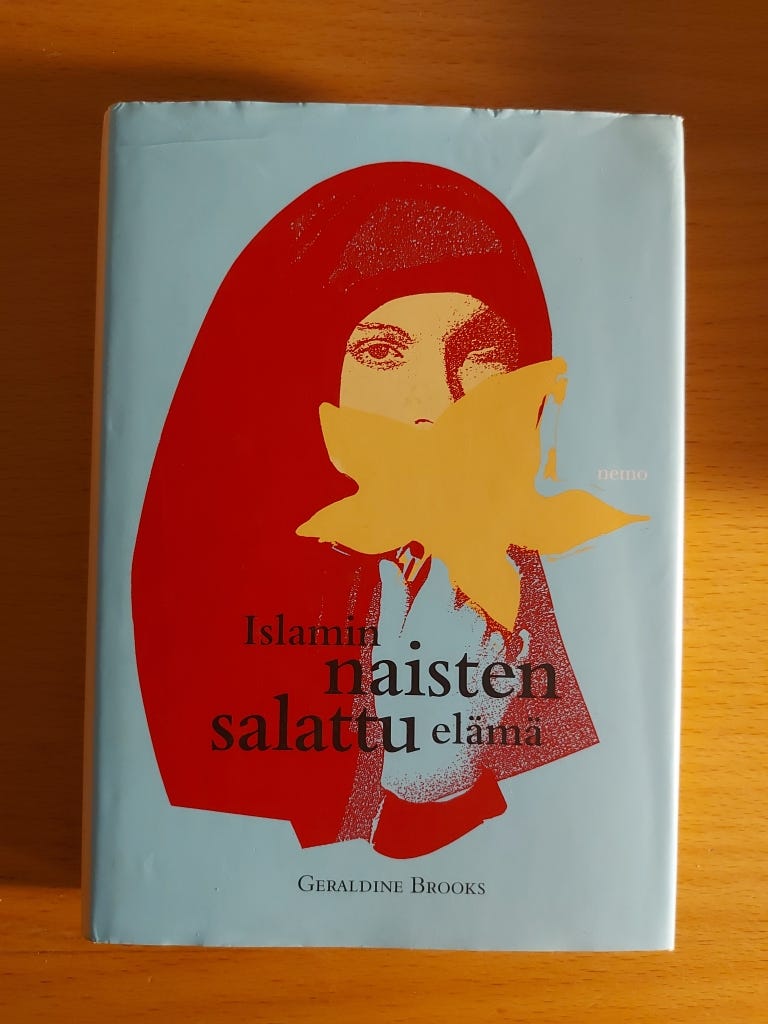 nemo
Islamin
naisten
salattu elämä
GERALDINE BROOKS